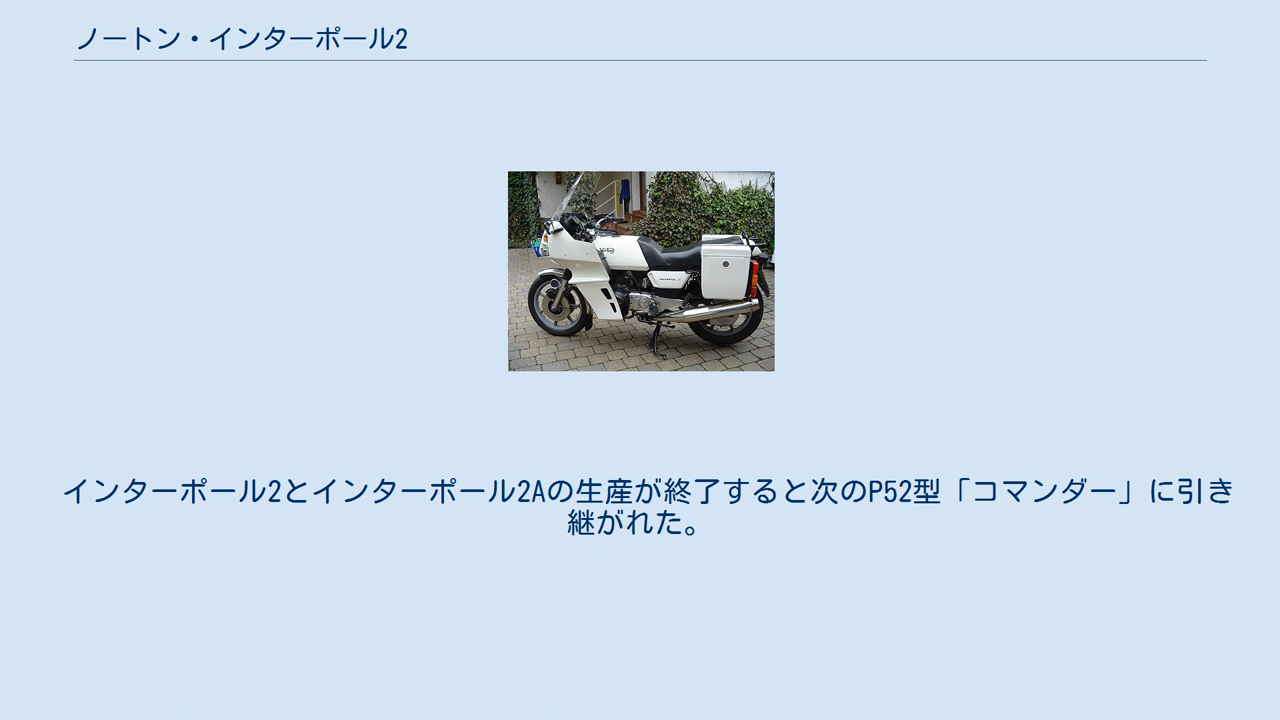 ノートン・インターポール2
インターポール2とインターポール2Aの生産が終了すると次のP52型「コマンダー」に引き
継がれた。